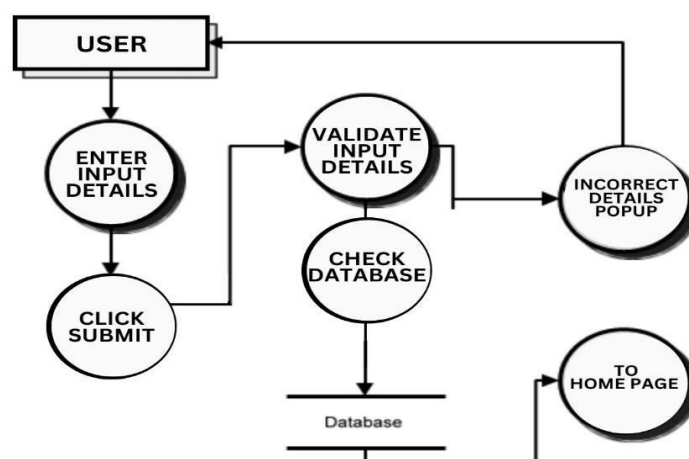 USER
ENTER
INPUT
DETAILS
CLICK
SUBMIT
VALIDATE
INPUT
DETAILS
CHECK
DATABASE
Database
INCORRECT
DETAILS
POPUP
TO
HOME PAGE